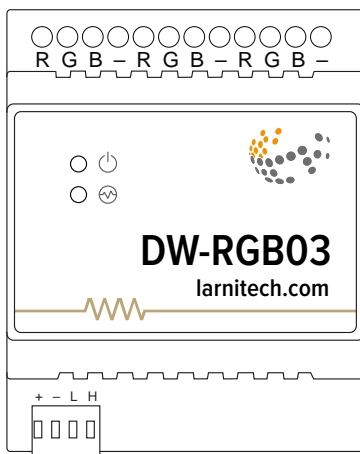 R G B – R G B – R G B –
DW-RGB03
larnitech.com
+ – L H